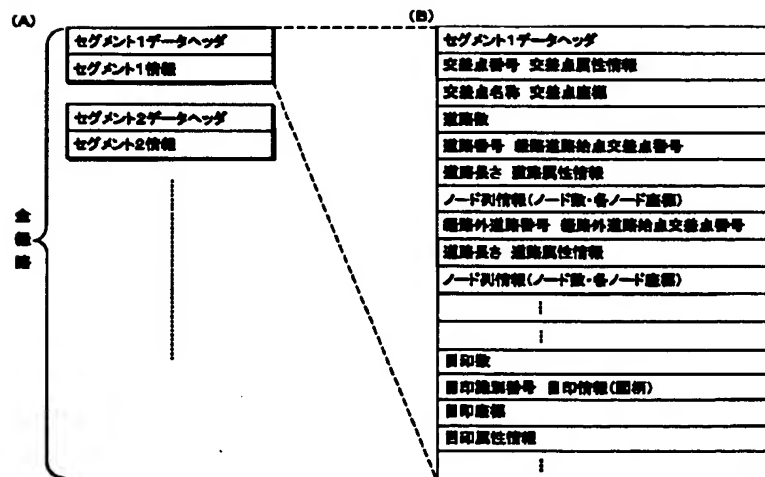 (A)
セグメント1データヘッダ
セグメント1情報
セグメント2データヘッダ
セグメント2情報
全経路
(B)
セグメント1データヘッダ
交差点番号 交差点属性情報
交差点名称 交差点座標
道路数
道路番号 経路道路始点交差点番号
道路長さ 道路属性情報
ノード列情報(ノード数・各ノード座標)
経路外道路番号 経路外道路始点交差点番号
道路長さ 道路属性情報
ノード列情報(ノード数・各ノード座標)
目印数
目印識別番号 目印情報(図柄)
目印座標
目印属性情報